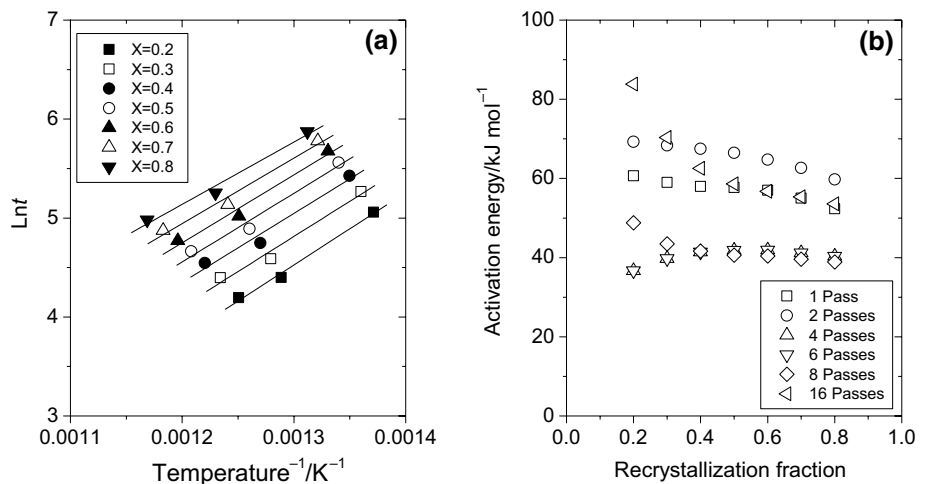 (a)
7
6
5
4
3
Lnt
X=0.2
X=0.3
X=0.4
X=0.5
X=0.6
X=0.7
X=0.8
0.0011 0.0012 0.0013 0.0014
Temperature⁻¹/K⁻¹
(b)
100
80
60
40
20
0
Activation energy/kJ mol⁻¹
1 Pass
2 Passes
4 Passes
6 Passes
8 Passes
16 Passes
0.0 0.2 0.4 0.6 0.8 1.0
Recrystallization fraction